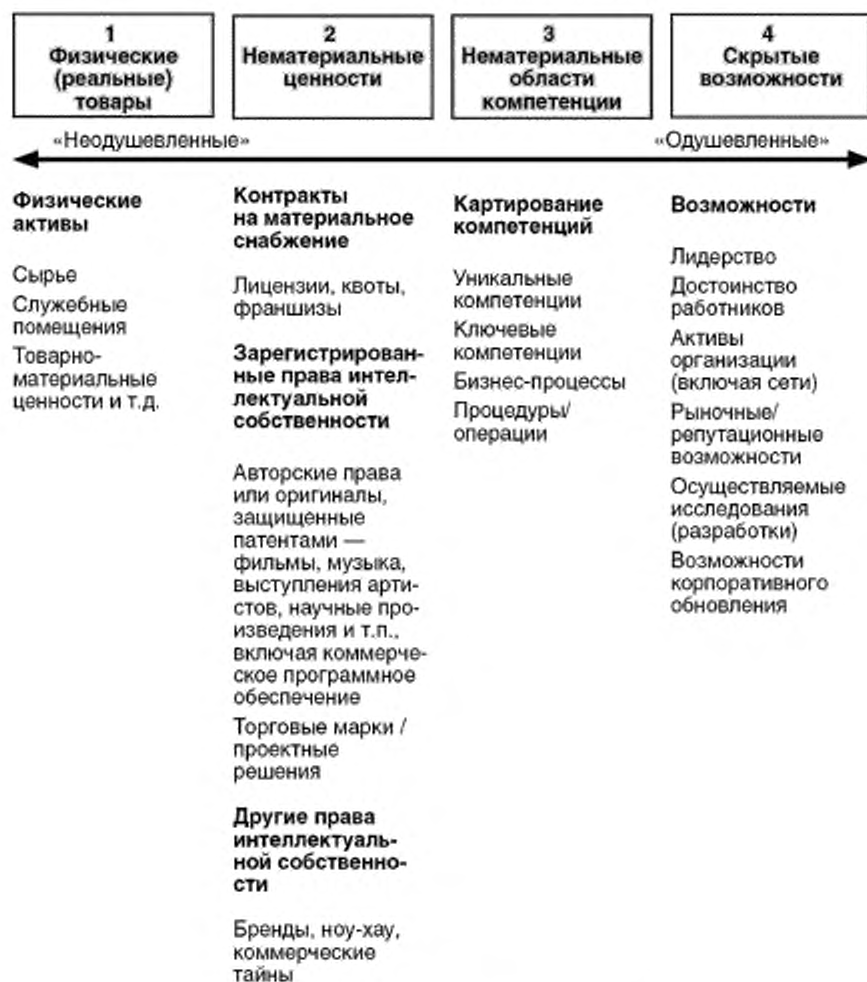 1
Физические
(реальные)
товары
2
Нематериальные
ценности
3
Нематериальные
области
компетенции
4
Скрытые
возможности
«Неодушевленные»
«Одушевленные»
Физические
активы
Сырье
Служебные
помещения
Товарно-
материальные
ценности и т.д.
Контракты
на материальное
снабжение
Лицензии, квоты,
франшизы
Зарегистрирован-
ные права интел-
лектуальной
собственности
Авторские права
или оригиналы,
защищенные
патентами —
фильмы, музыка,
выступления арти-
стов, научные про-
изведения и т.п.,
включая коммерче-
ское программное
обеспечение
Торговые марки /
проектные
решения
Другие права
интеллектуаль-
ной собственно-
сти
Бренды, ноу-хау,
коммерческие
тайны
Картирование
компетенций
Уникальные
компетенции
Ключевые
компетенции
Бизнес-процессы
Процедуры/
операции
Возможности
Лидерство
Достоинство
работников
Активы
организации
(включая сети)
Рыночные/
репутационные
возможности
Осуществляемые
исследования
(разработки)
Возможности
корпоративного
обновления